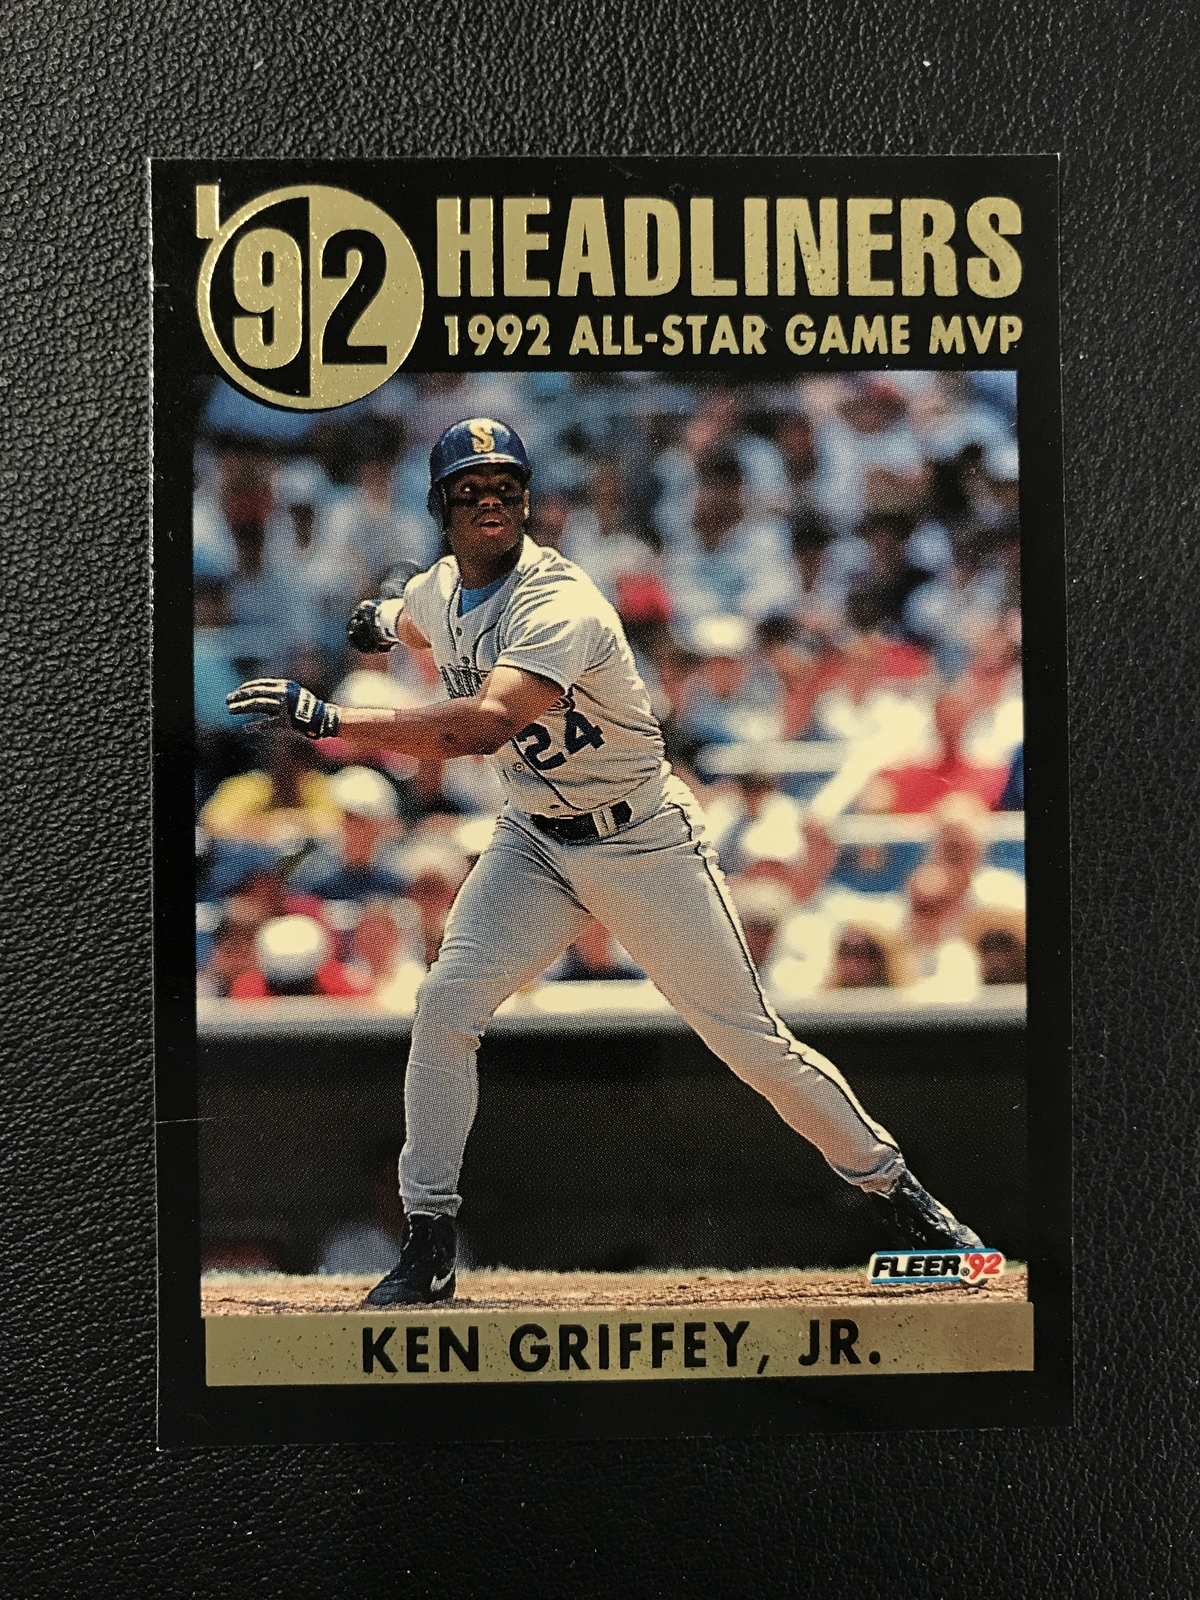 '92 HEADLINERS
1992 ALL-STAR GAME MVP
S
24
FLEER® '92
KEN GRIFFEY, JR.